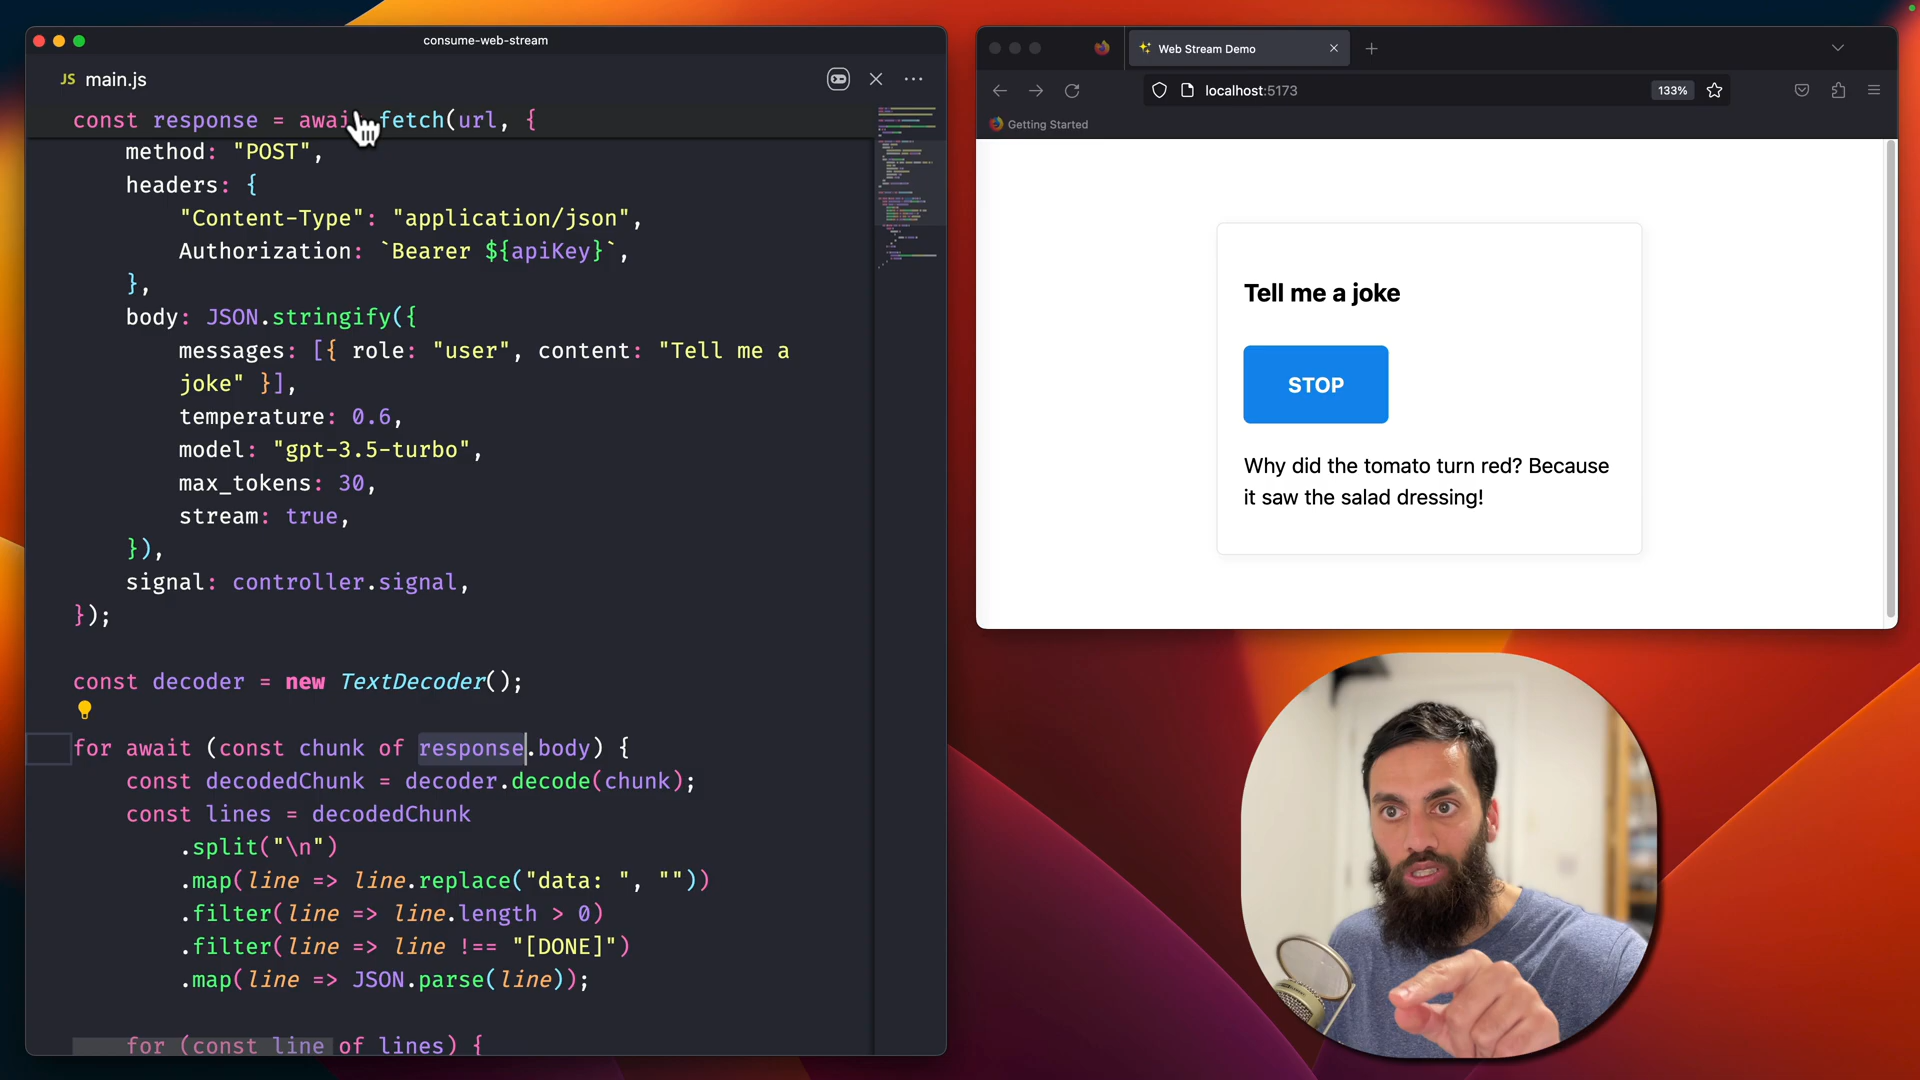 consume-web-stream
JS main.js
const response = await fetch(url, {
method: "POST",
headers: {
"Content-Type": "application/json",
Authorization: `Bearer ${apiKey}`,
},
body: JSON.stringify({
messages: [{ role: "user", content: "Tell me a
joke" }],
temperature: 0.6,
model: "gpt-3.5-turbo",
max_tokens: 30,
stream: true,
}),
signal: controller.signal,
});
const decoder = new TextDecoder();
for await (const chunk of response.body) {
const decodedChunk = decoder.decode(chunk);
const lines = decodedChunk
.split("\n")
.map(line => line.replace("data: ", ""))
.filter(line => line.length > 0)
.filter(line => line !== "[DONE]")
.map(line => JSON.parse(line));
for (const line of lines) {
Web Stream Demo
localhost:5173
133%
Getting Started
Tell me a joke
STOP
Why did the tomato turn red? Because
it saw the salad dressing!